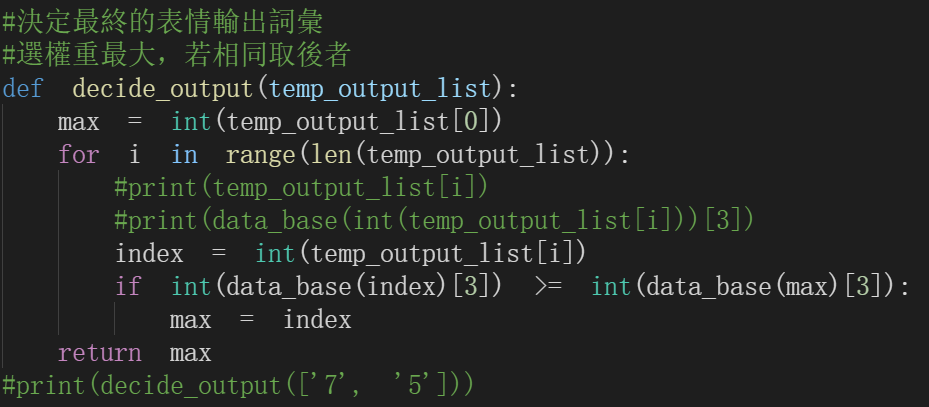 #決定最終的表情輸出詞彙
#選權重最大，若相同取後者
def decide_output(temp_output_list):
    max = int(temp_output_list[0])
    for i in range(len(temp_output_list)):
        #print(temp_output_list[i])
        #print(data_base(int(temp_output_list[i]))[3])
        index = int(temp_output_list[i])
        if int(data_base(index)[3]) >= int(data_base(max)[3]):
            max = index
    return max
#print(decide_output(['7', '5']))